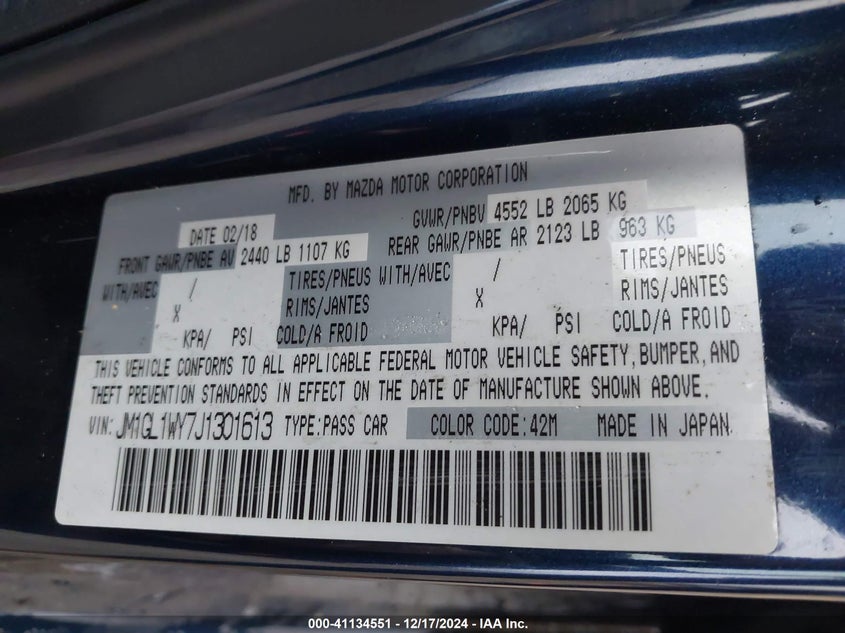 MFD. BY MAZDA MOTOR CORPORATION
DATE 02/18 GVWR/PNBV 4552 LB 2065 KG
FRONT GAWR/PNBE AV 2440 LB 1107 KG REAR GAWR/PNBE AR 2123 LB 963 KG
WITH/AVEC / TIRES/PNEUS WITH/AVEC / TIRES/PNEUS
X RIMS/JANTES X RIMS/JANTES
KPA/ PSI COLD/A FROID KPA/ PSI COLD/A FROID
THIS VEHICLE CONFORMS TO ALL APPLICABLE FEDERAL MOTOR VEHICLE SAFETY, BUMPER, AND
THEFT PREVENTION STANDARDS IN EFFECT ON THE DATE OF MANUFACTURE SHOWN ABOVE.
VIN: JM1GL1WY7J1301613 TYPE: PASS CAR COLOR CODE: 42M MADE IN JAPAN
000-41134551 - 12/17/2024 - IAA Inc.